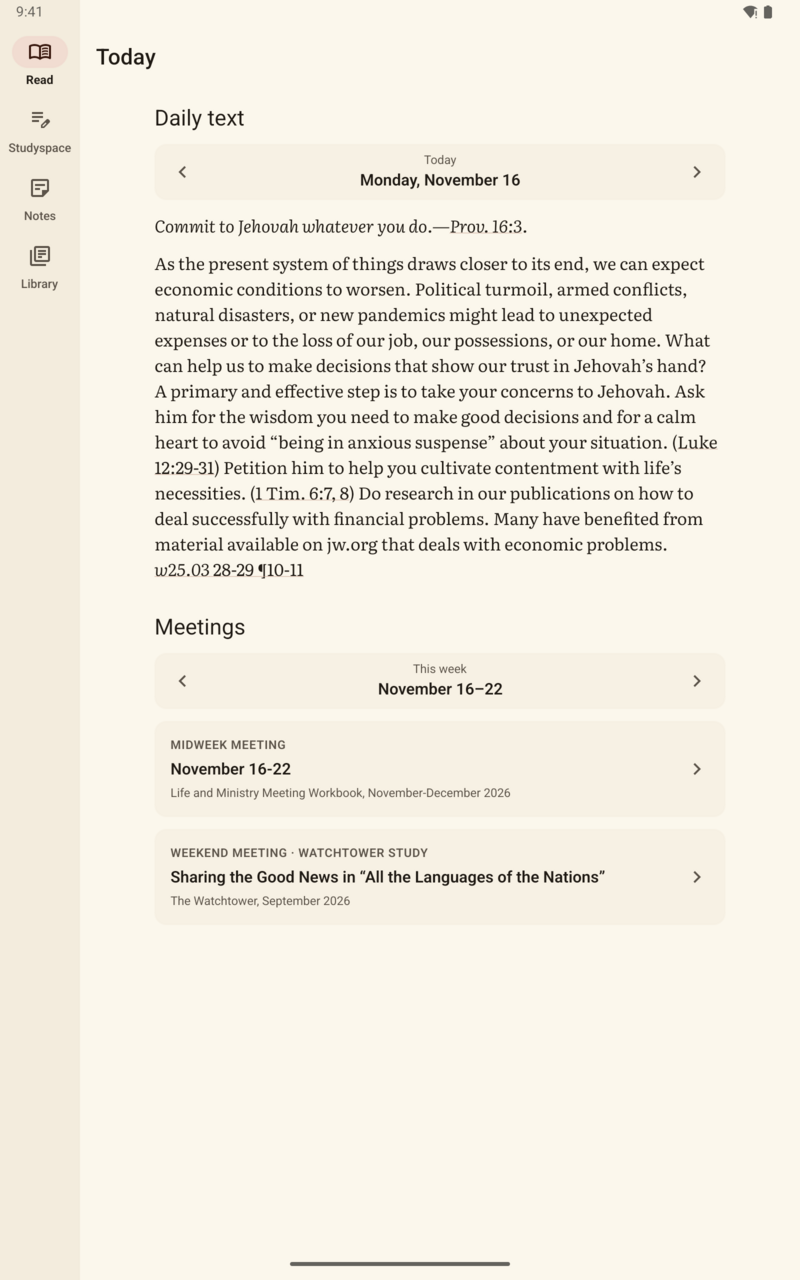 9:41
Read
Studyspace
Notes
Library
Today
Daily text
Today
Monday, November 16
Commit to Jehovah whatever you do.—Prov. 16:3.
As the present system of things draws closer to its end, we can expect
economic conditions to worsen. Political turmoil, armed conflicts,
natural disasters, or new pandemics might lead to unexpected
expenses or to the loss of our job, our possessions, or our home. What
can help us to make decisions that show our trust in Jehovah’s hand?
A primary and effective step is to take your concerns to Jehovah. Ask
him for the wisdom you need to make good decisions and for a calm
heart to avoid “being in anxious suspense” about your situation. (Luke
12:29-31) Petition him to help you cultivate contentment with life’s
necessities. (1 Tim. 6:7, 8) Do research in our publications on how to
deal successfully with financial problems. Many have benefited from
material available on jw.org that deals with economic problems.
w25.03 28-29 ¶10-11
Meetings
This week
November 16–22
MIDWEEK MEETING
November 16-22
Life and Ministry Meeting Workbook, November-December 2026
WEEKEND MEETING · WATCHTOWER STUDY
Sharing the Good News in “All the Languages of the Nations”
The Watchtower, September 2026